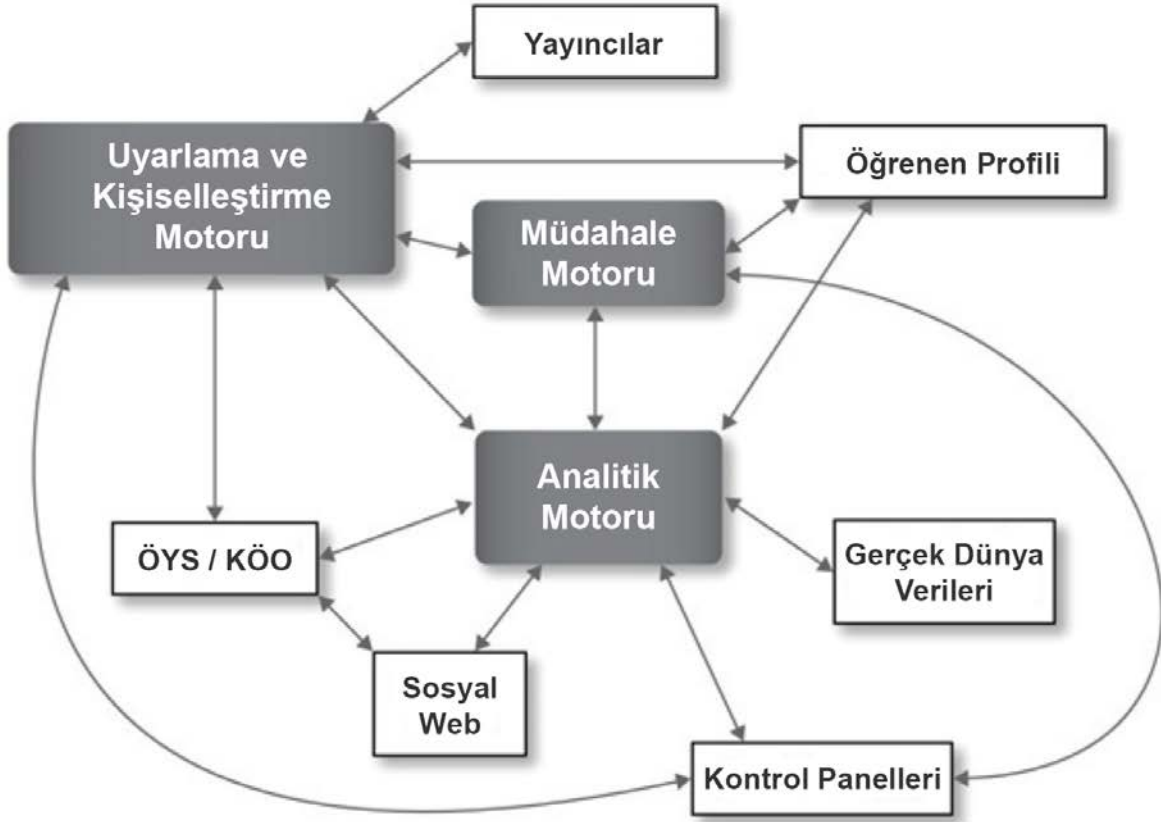 Yayıncılar
Uyarlama ve
Kişiselleştirme
Motoru
Öğrenen Profili
Müdahale
Motoru
Analitik
Motoru
ÖYS / KÖO
Gerçek Dünya
Verileri
Sosyal
Web
Kontrol Panelleri